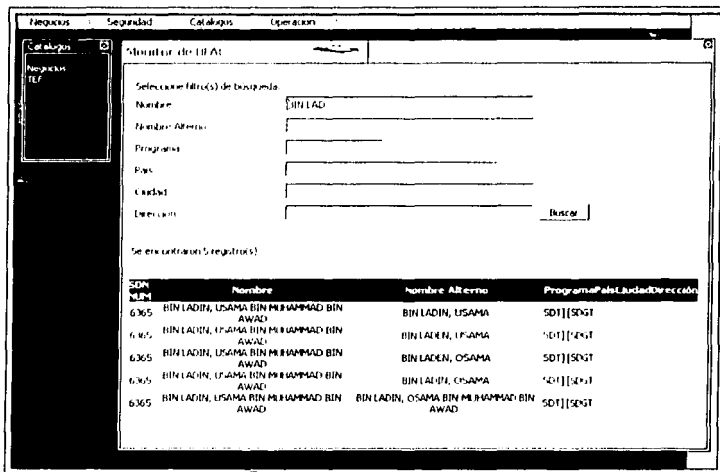 Negocios Seguridad Catalogos Operacion
Catalogos
Negocios
TEF
Monitor de OFAC
Seleccione filtro(s) de busqueda
Nombre BIN LAD
Nombre Alterno
Programa
Pais
Ciudad
Direccion Buscar
Se encontraron 5 registro(s)
SDN NUM Nombre Nombre Alterno ProgramaPaisCiudadDirección
6365 BIN LADIN, USAMA BIN MUHAMMAD BIN AWAD BIN LADIN, USAMA SDT][SDGT
6365 BIN LADIN, USAMA BIN MUHAMMAD BIN AWAD BIN LADEN, USAMA SDT][SDGT
6365 BIN LADIN, USAMA BIN MUHAMMAD BIN AWAD BIN LADEN, OSAMA SDT][SDGT
6365 BIN LADIN, USAMA BIN MUHAMMAD BIN AWAD BIN LADIN, OSAMA SDT][SDGT
6365 BIN LADIN, USAMA BIN MUHAMMAD BIN AWAD BIN LADIN, OSAMA BIN MUHAMMAD BIN AWAD SDT][SDGT